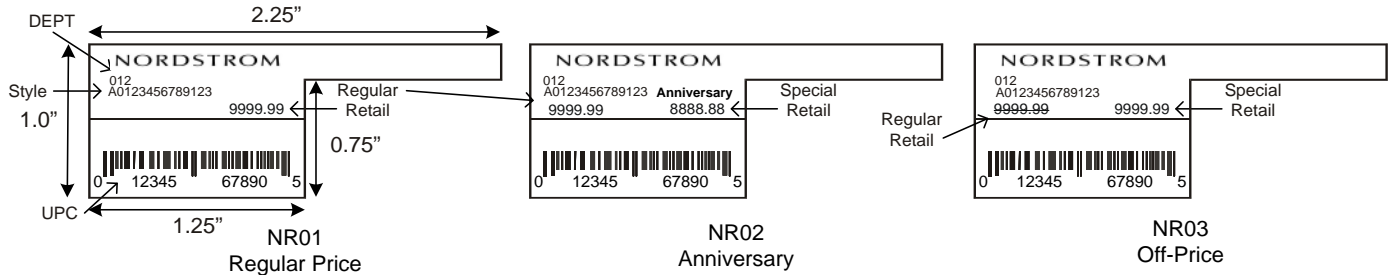 DEPT
2.25”
NORDSTROM
012
A0123456789123
Style
1.0”
9999.99
Regular
Retail
0.75”
0 12345 67890 5
UPC
1.25”
NR01
Regular Price
NORDSTROM
012
A0123456789123 Anniversary
9999.99 8888.88
Special
Retail
0 12345 67890 5
NR02
Anniversary
NORDSTROM
012
A0123456789123
9999.99 9999.99
Special
Retail
Regular
Retail
0 12345 67890 5
NR03
Off-Price